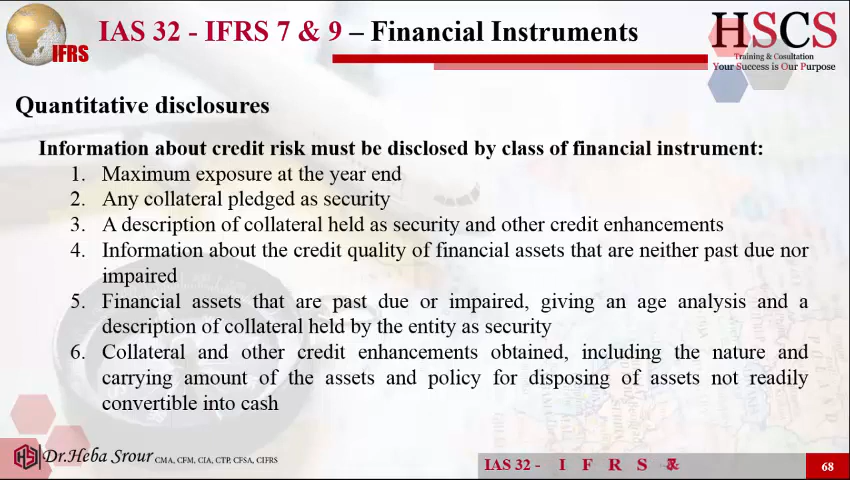 IFRS
IAS 32 - IFRS 7 & 9 – Financial Instruments
HSCS
Training & Cosultation
Your Success is Our Purpose
Quantitative disclosures
Information about credit risk must be disclosed by class of financial instrument:
1. Maximum exposure at the year end
2. Any collateral pledged as security
3. A description of collateral held as security and other credit enhancements
4. Information about the credit quality of financial assets that are neither past due nor
impaired
5. Financial assets that are past due or impaired, giving an age analysis and a
description of collateral held by the entity as security
6. Collateral and other credit enhancements obtained, including the nature and
carrying amount of the assets and policy for disposing of assets not readily
convertible into cash
HS Dr.Heba Srour CMA, CFM, CIA, CTP, CFSA, CIFRS
IAS 32 - I F R S
68